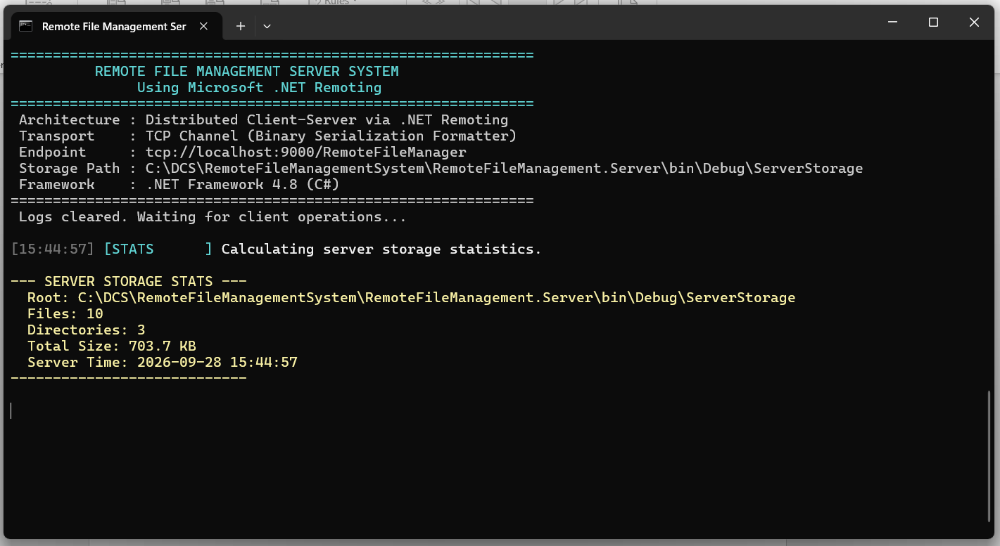 Rules
Remote File Management Ser
==============================================================
REMOTE FILE MANAGEMENT SERVER SYSTEM
Using Microsoft .NET Remoting
==============================================================
Architecture : Distributed Client-Server via .NET Remoting
Transport    : TCP Channel (Binary Serialization Formatter)
Endpoint     : tcp://localhost:9000/RemoteFileManager
Storage Path : C:\DCS\RemoteFileManagementSystem\RemoteFileManagement.Server\bin\Debug\ServerStorage
Framework    : .NET Framework 4.8 (C#)
==============================================================
Logs cleared. Waiting for client operations...
[15:44:57] [STATS      ] Calculating server storage statistics.
--- SERVER STORAGE STATS ---
Root: C:\DCS\RemoteFileManagementSystem\RemoteFileManagement.Server\bin\Debug\ServerStorage
Files: 10
Directories: 3
Total Size: 703.7 KB
Server Time: 2026-09-28 15:44:57
----------------------------